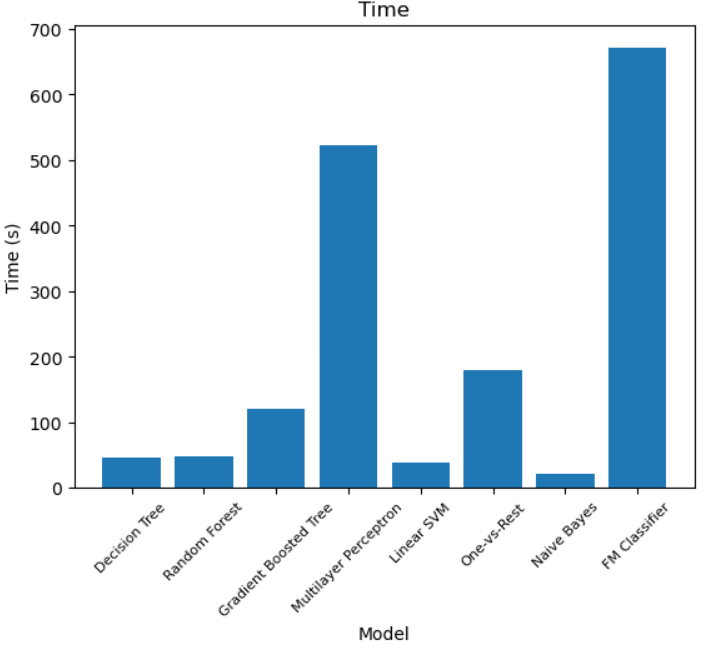 Time
700
600
500
400
300
200
100
0
Time (s)
Decision Tree
Random Forest
Gradient Boosted Tree
Multilayer Perceptron
Linear SVM
One-vs-Rest
Naive Bayes
FM Classifier
Model